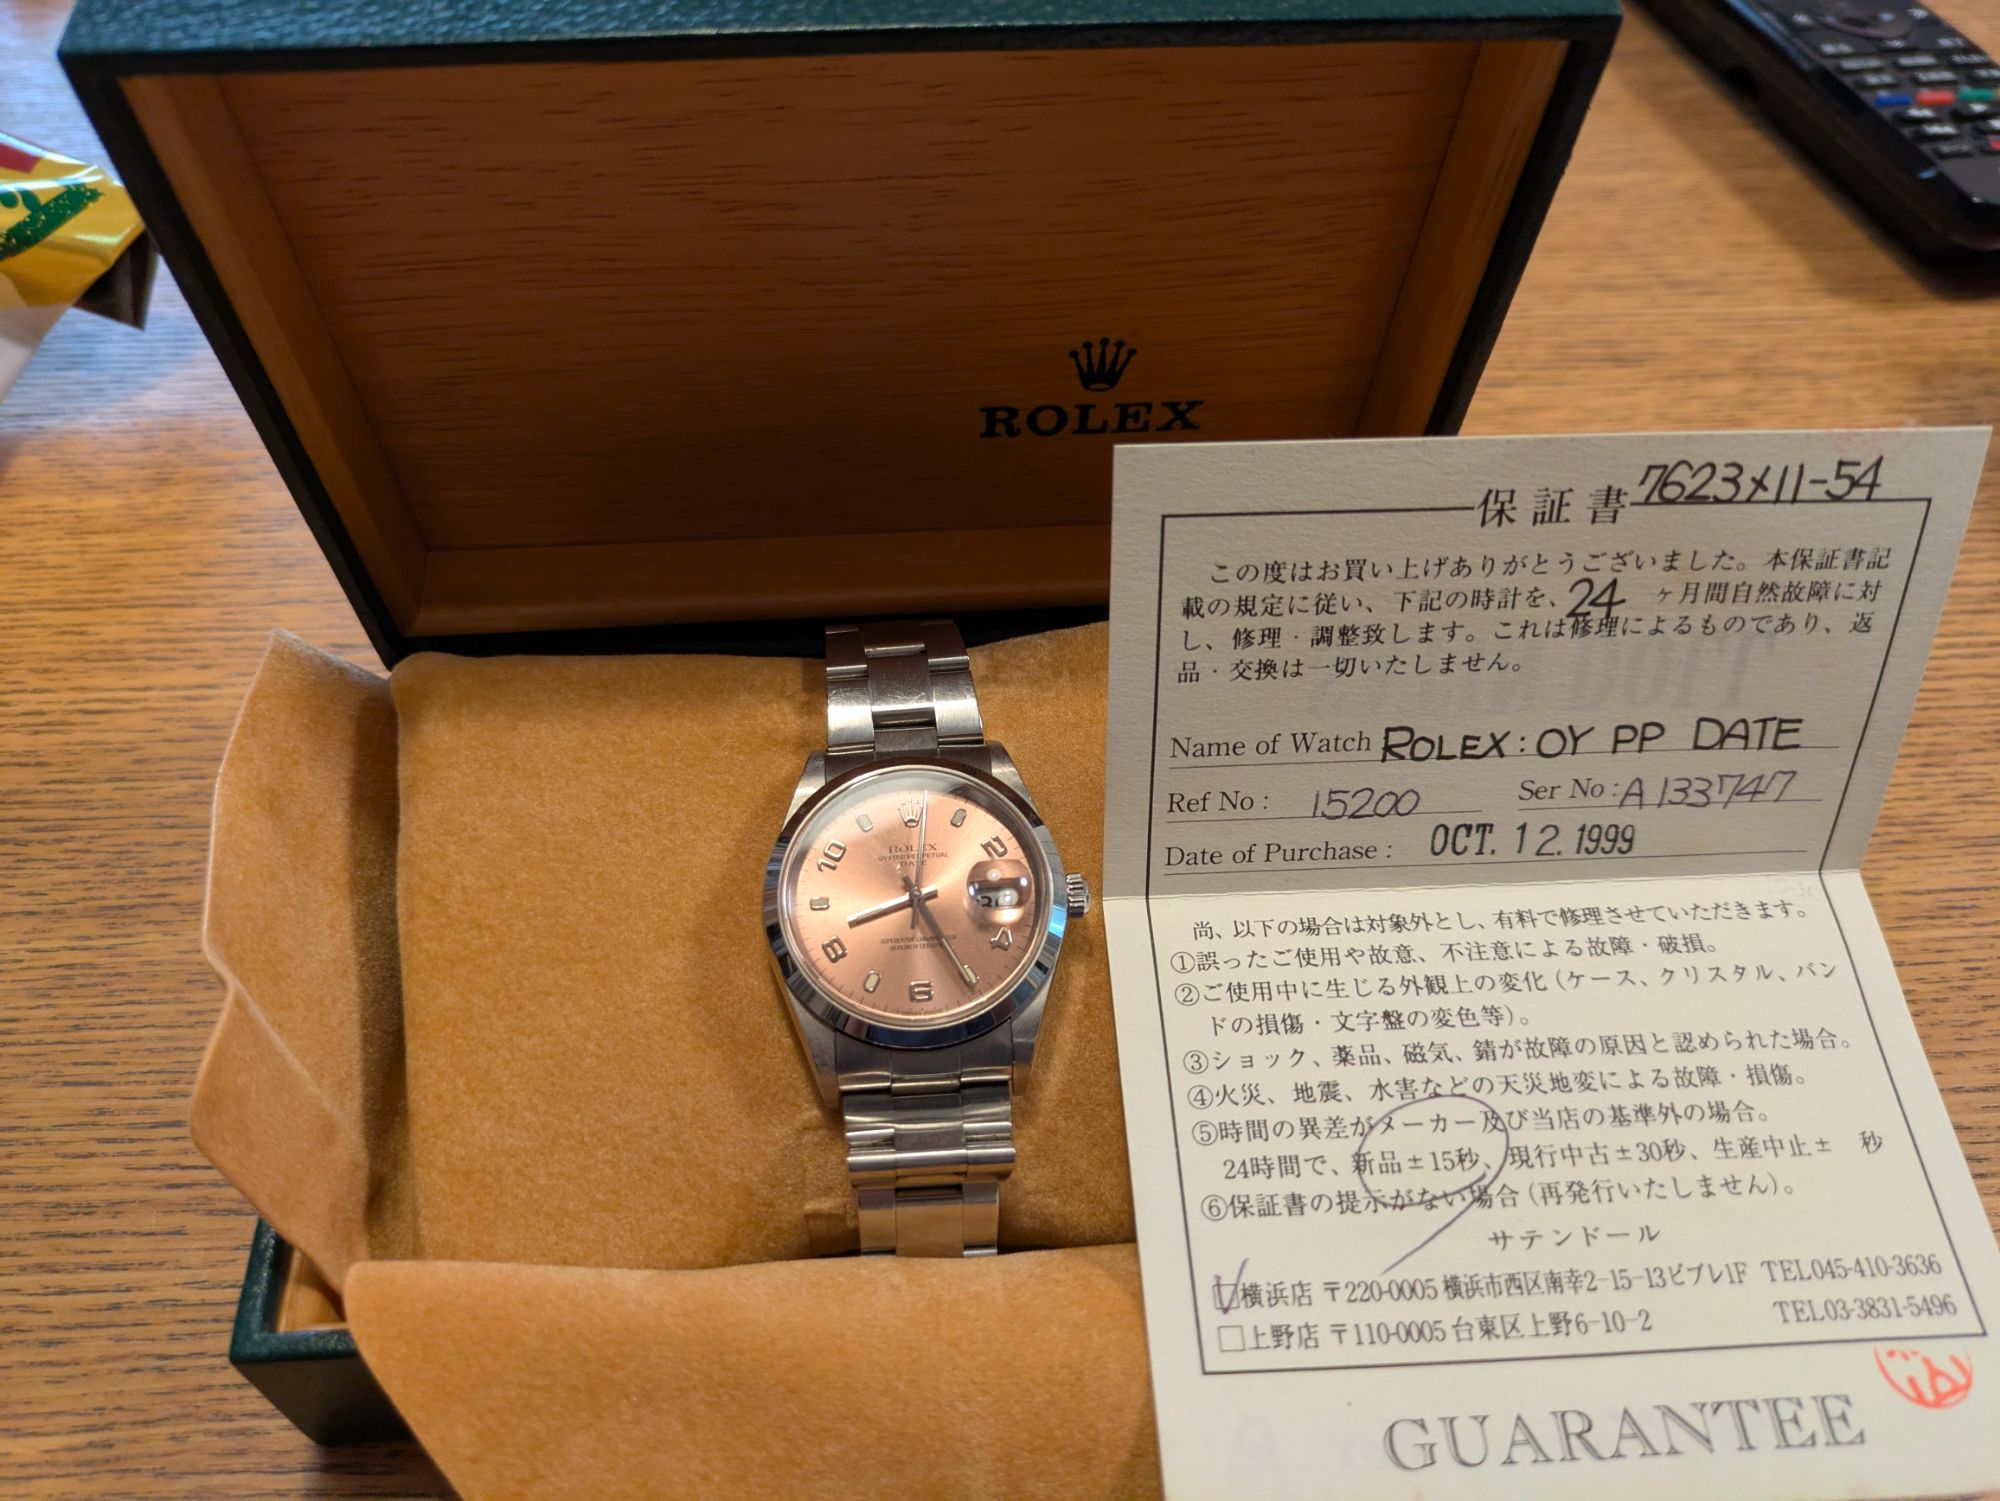 ROLEX
10
2
8
4
6
ROLEX
OYSTER PERPETUAL
DATE
SUPERLATIVE CHRONOMETER
OFFICIALLY CERTIFIED
保証書 7623×11-54
この度はお買い上げありがとうございました。本保証書記
載の規定に従い、下記の時計を、24 ヶ月間自然故障に対
し、修理・調整致します。これは修理によるものであり、返
品・交換は一切いたしません。
Name of Watch ROLEX:OY PP DATE
Ref No: 15200 Ser No: A133747
Date of Purchase: OCT. 12. 1999
尚、以下の場合は対象外とし、有料で修理させていただきます。
①誤ったご使用や故意、不注意による故障・破損。
②ご使用中に生じる外観上の変化(ケース、クリスタル、バン
ドの損傷・文字盤の変色等)。
③ショック、薬品、磁気、錆が故障の原因と認められた場合。
④火災、地震、水害などの天災地変による故障・損傷。
⑤時間の異差がメーカー及び当店の基準外の場合。
24時間で、新品±15秒、現行中古±30秒、生産中止± 秒
⑥保証書の提示がない場合(再発行いたしません)。
サテンドール
☑横浜店 〒220-0005 横浜市西区南幸2-15-13ビブレ1F TEL045-410-3636
□上野店 〒110-0005 台東区上野6-10-2 TEL03-3831-5496
GUARANTEE